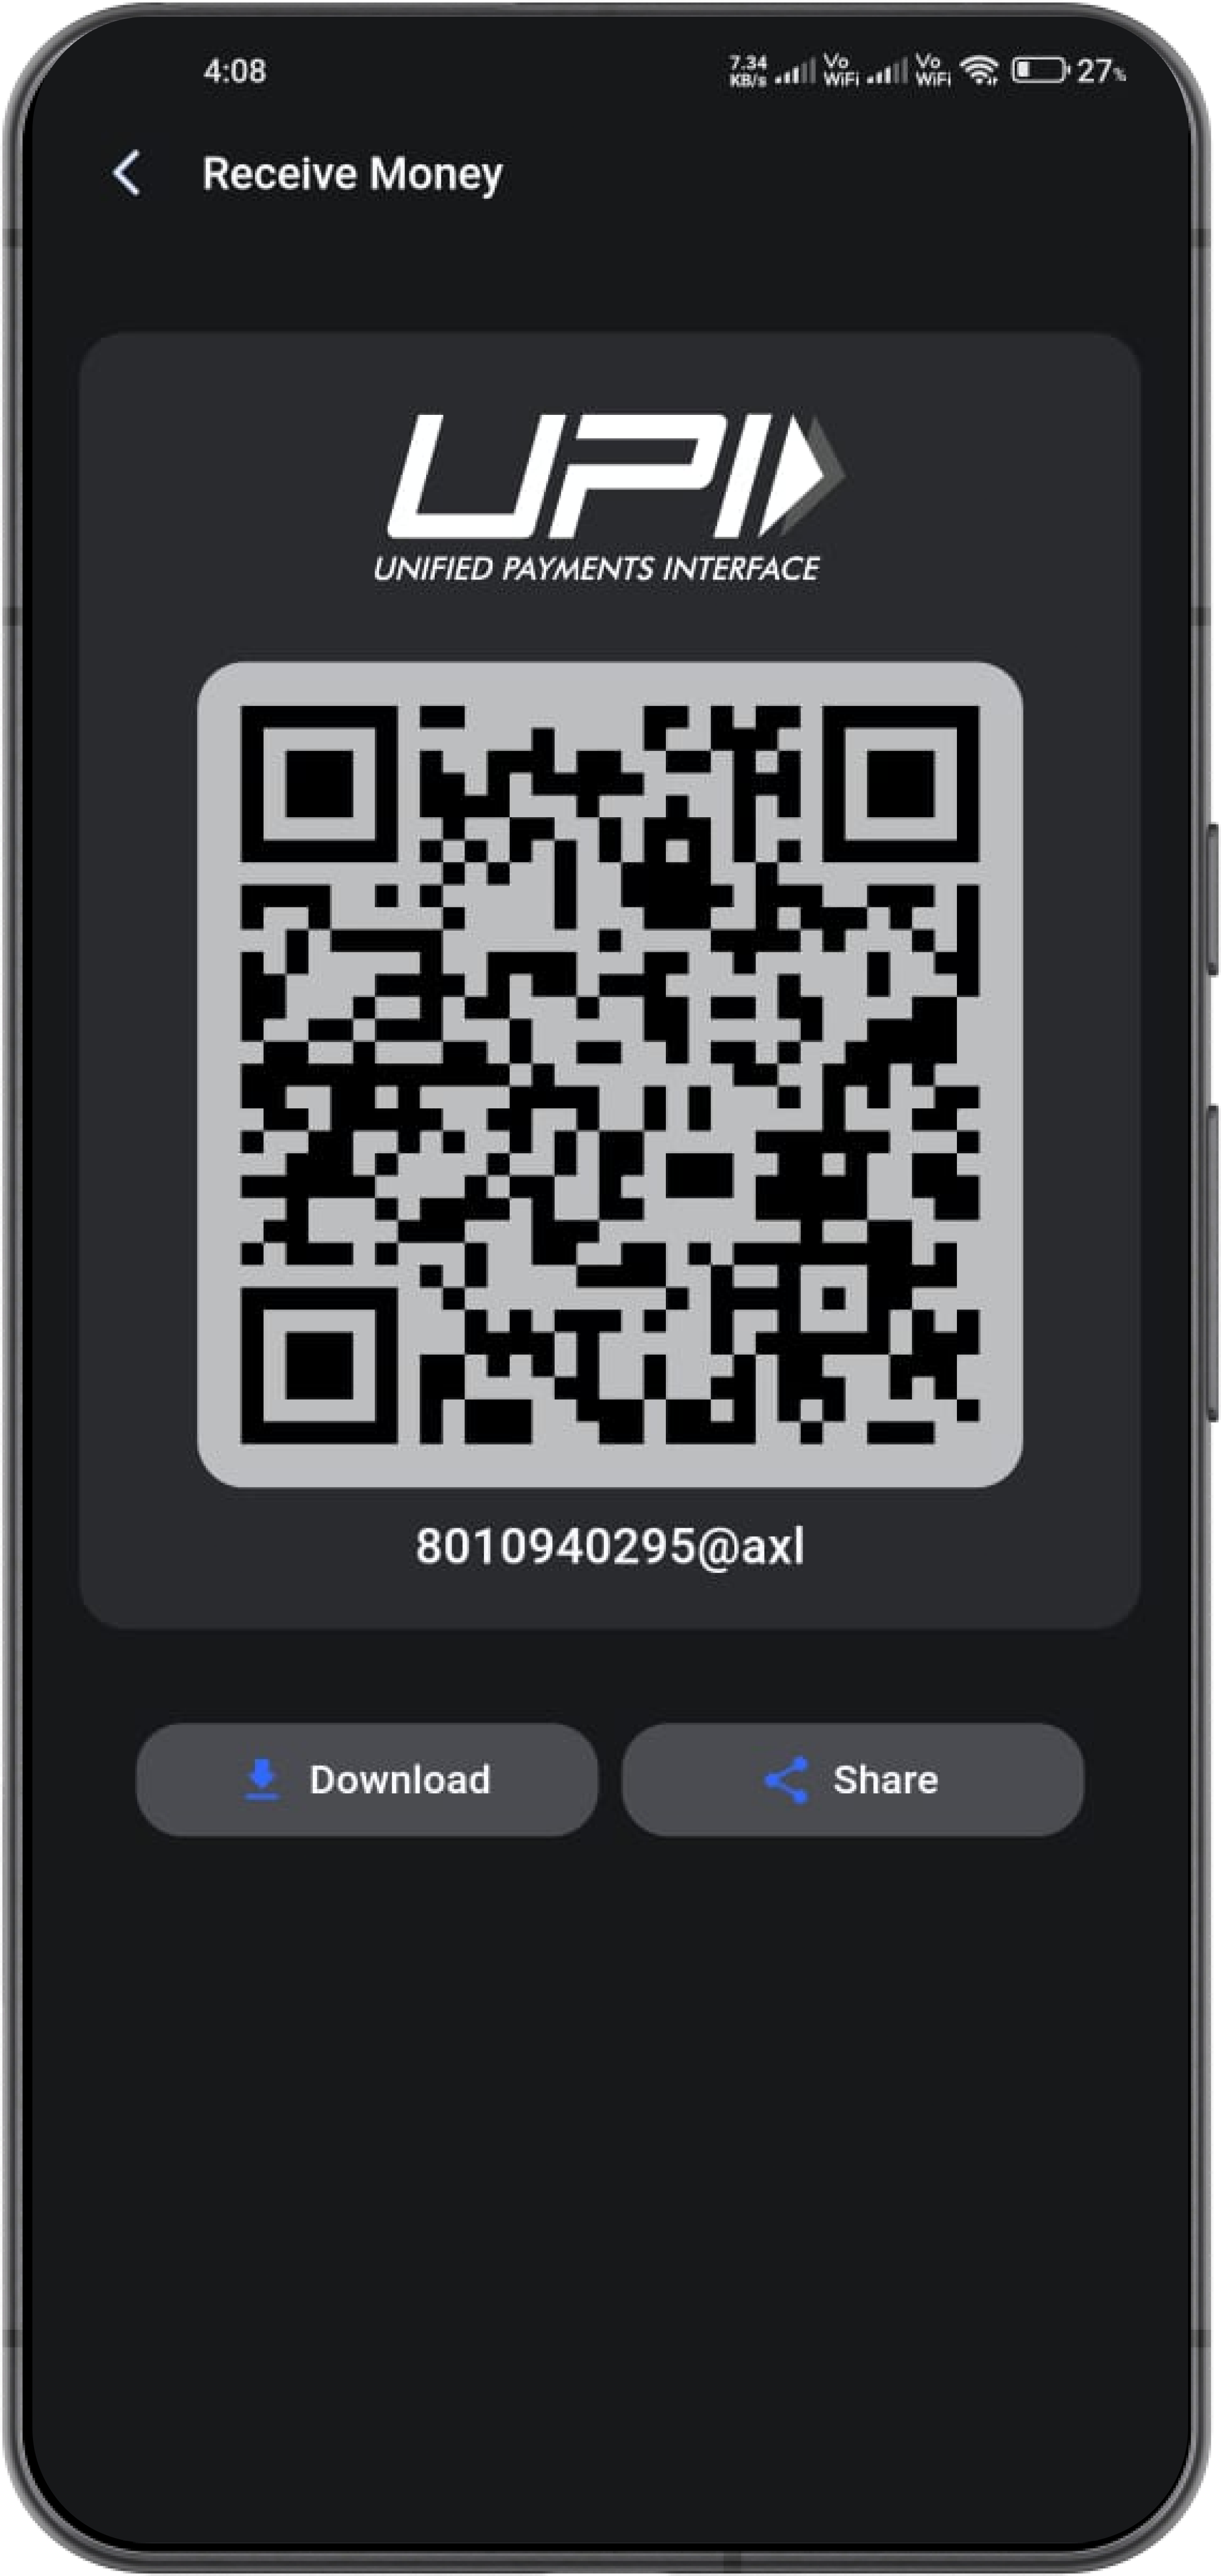 4:08
7.34 KB/s Vo WiFi Vo WiFi 27%
Receive Money
UPI
UNIFIED PAYMENTS INTERFACE
8010940295@axl
Download
Share